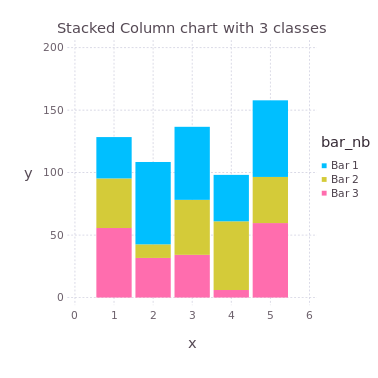 Stacked Column chart with 3 classes
200
150
100
50
0
y
0 1 2 3 4 5 6
x
bar_nb
Bar 1
Bar 2
Bar 3